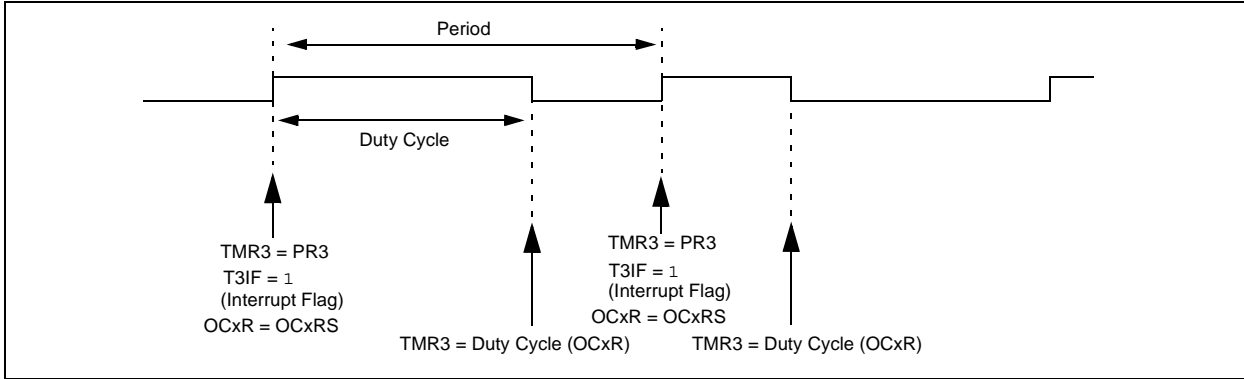 Period
Duty Cycle
TMR3 = PR3
T3IF = 1
(Interrupt Flag)
OCxR = OCxRS
TMR3 = Duty Cycle (OCxR)
TMR3 = PR3
T3IF = 1
(Interrupt Flag)
OCxR = OCxRS
TMR3 = Duty Cycle (OCxR)